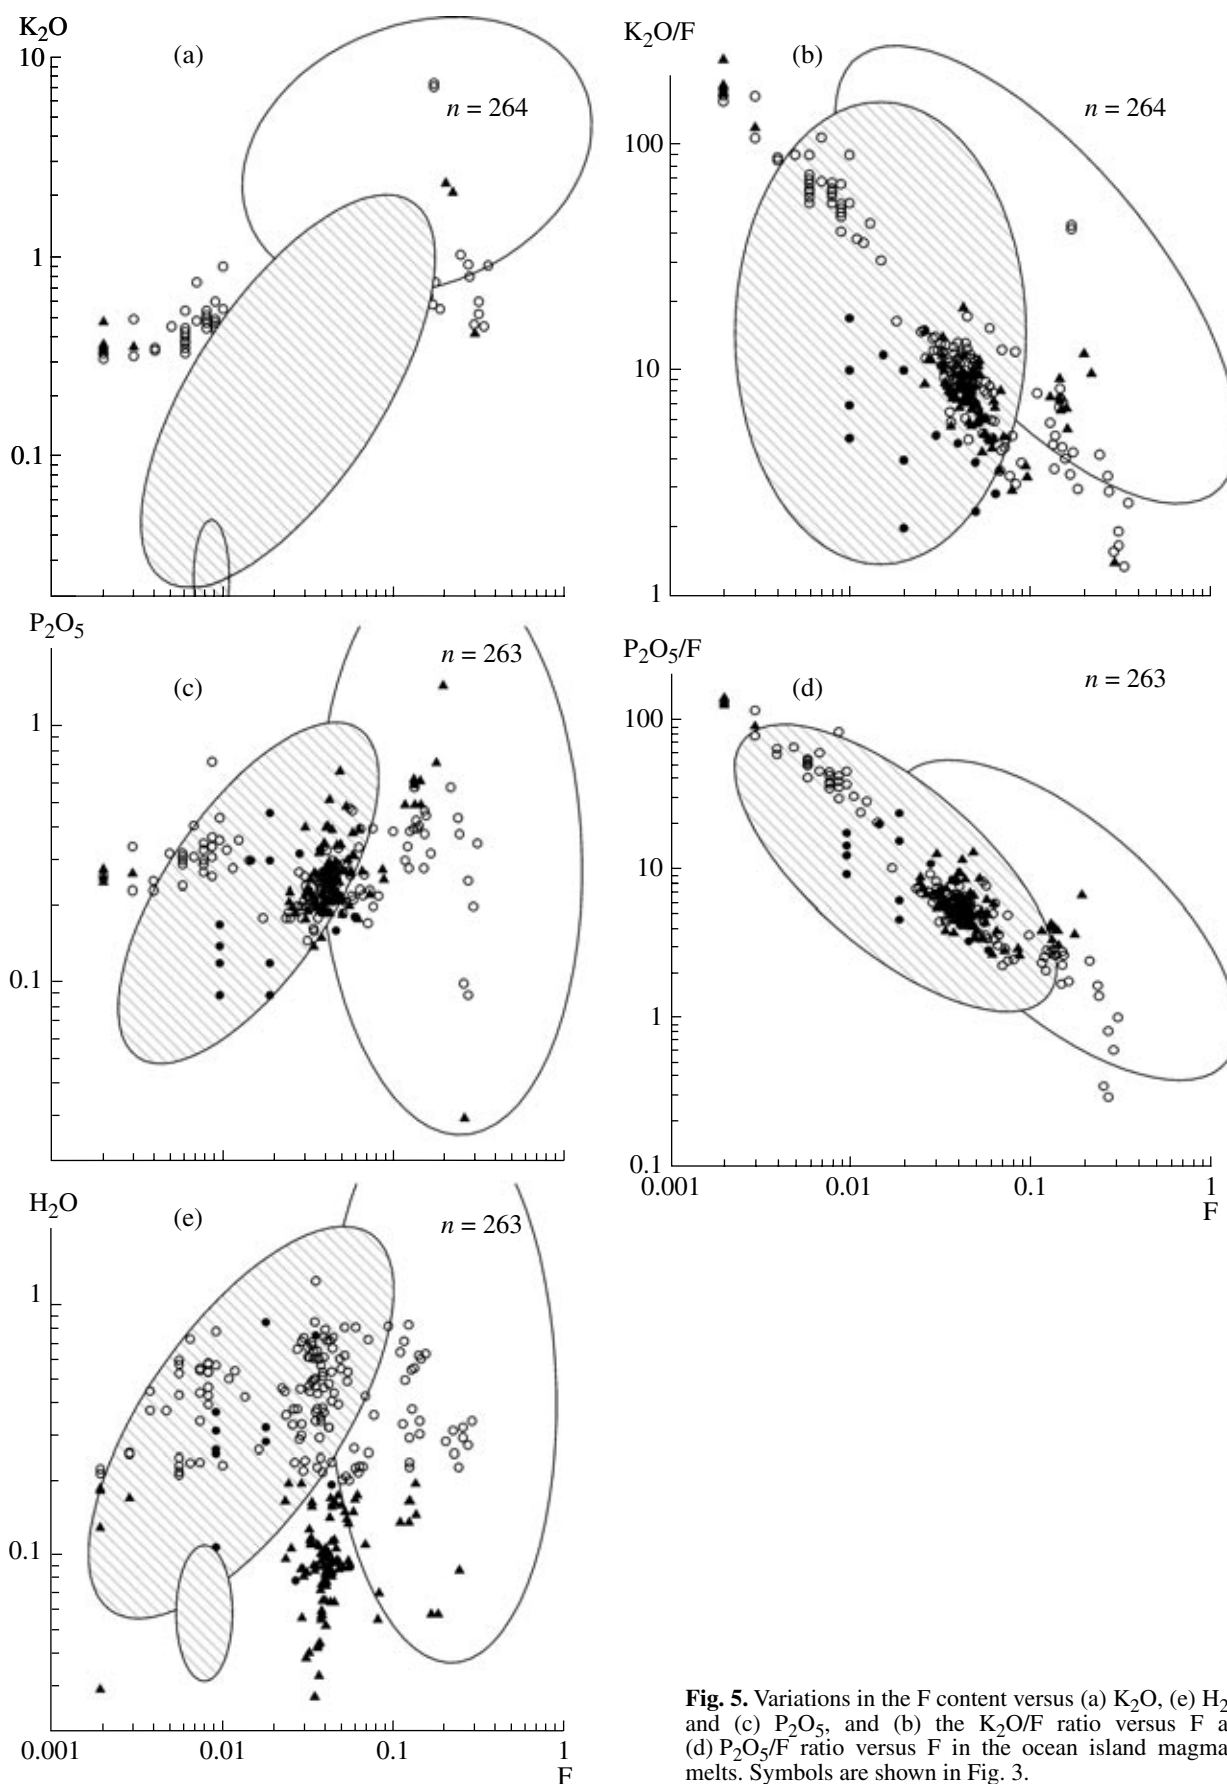 K₂O
(a)
n = 264
10
1
0.1
K₂O/F
(b)
n = 264
100
10
1
P₂O₅
(c)
n = 263
1
0.1
P₂O₅/F
(d)
n = 263
100
10
1
0.1
0.001 0.01 0.1 1
F
H₂O
(e)
n = 263
1
0.1
0.001 0.01 0.1 1
F
Fig. 5. Variations in the F content versus (a) K₂O, (e) H₂
and (c) P₂O₅, and (b) the K₂O/F ratio versus F a
(d) P₂O₅/F ratio versus F in the ocean island magma
melts. Symbols are shown in Fig. 3.